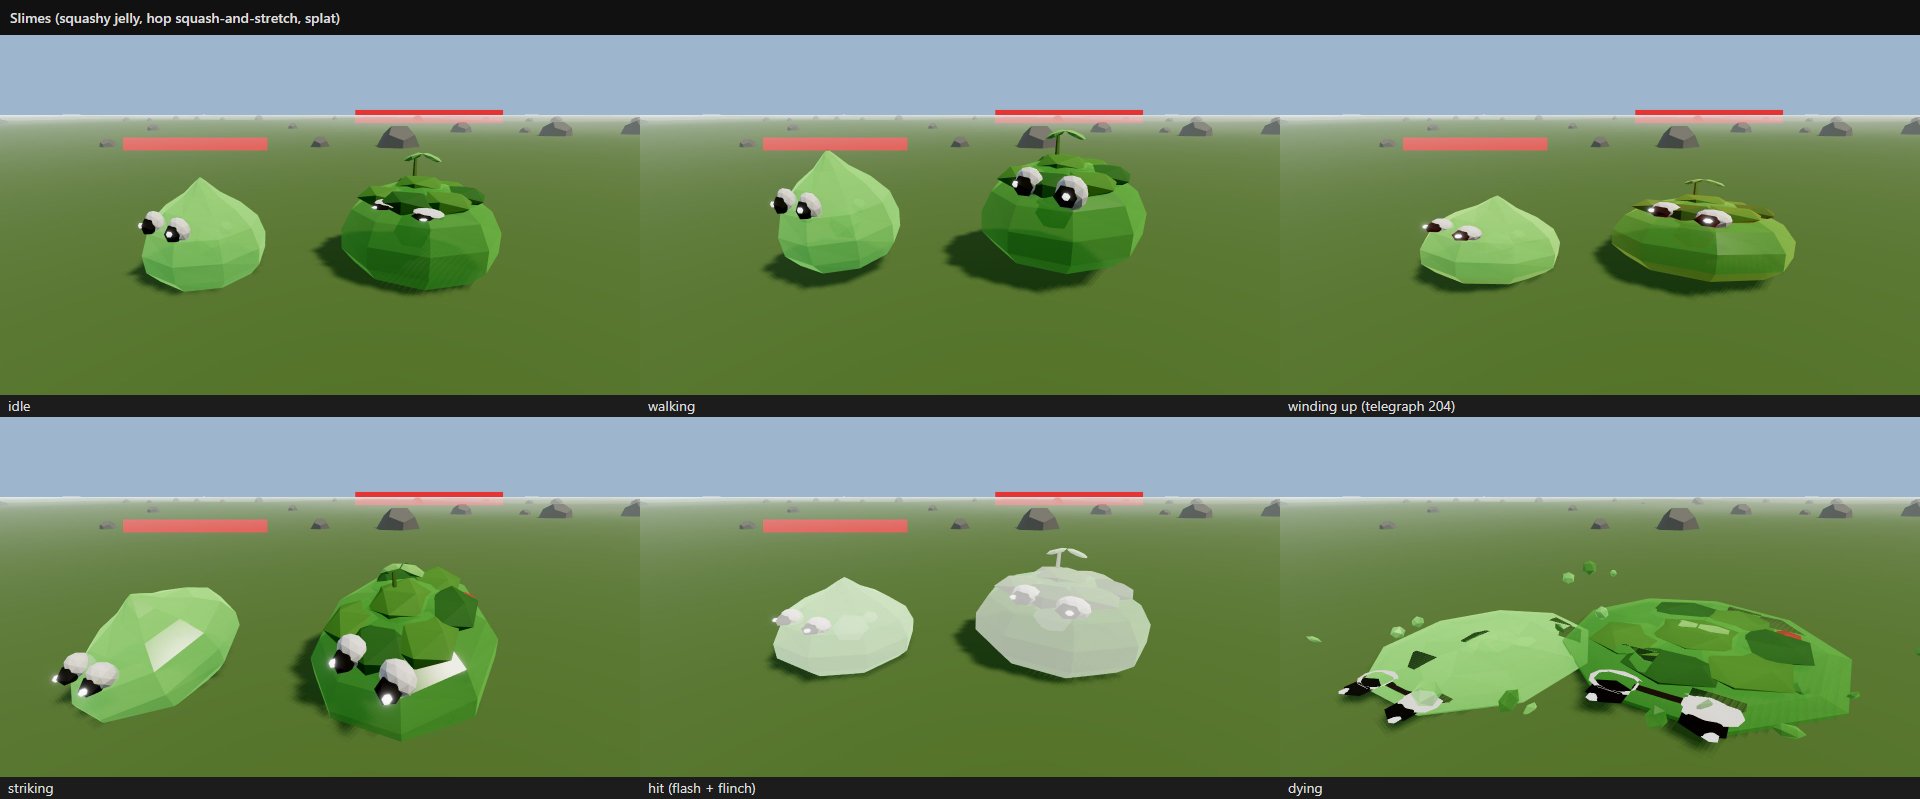 Slimes (squashy jelly, hop squash-and-stretch, splat)
idle
walking
winding up (telegraph 204)
striking
hit (flash + flinch)
dying